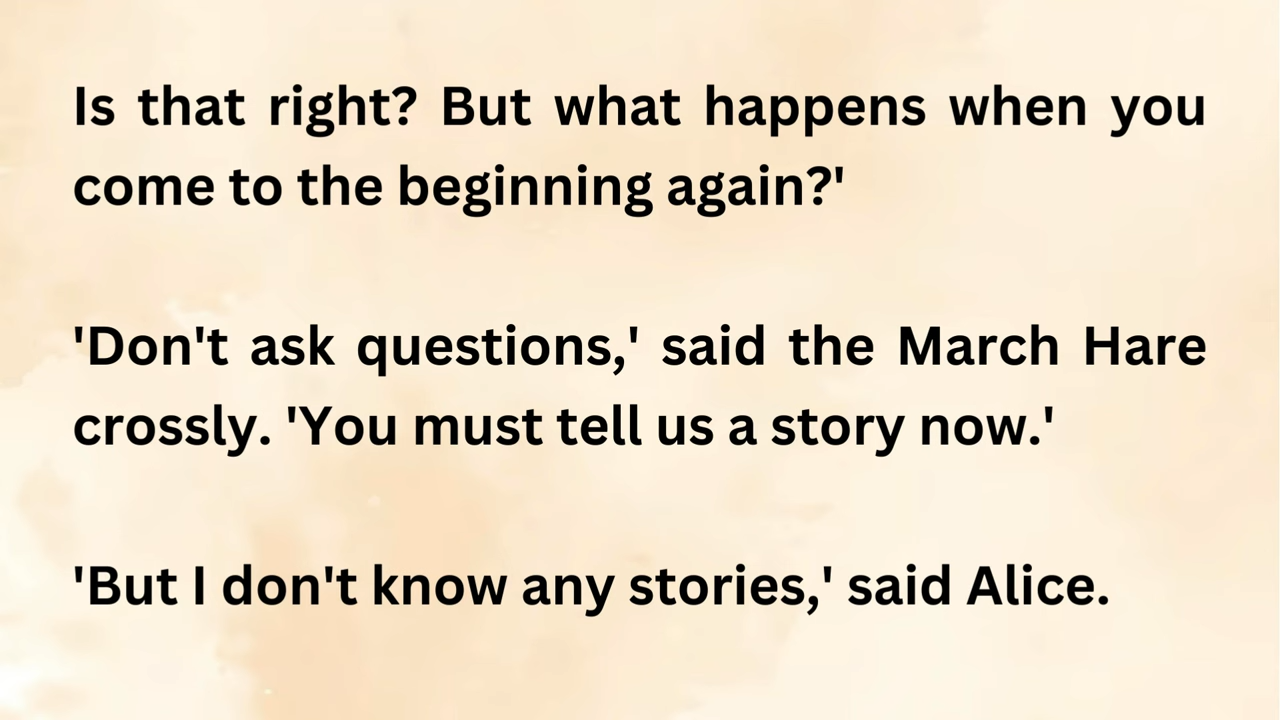 Is that right? But what happens when you
come to the beginning again?'
'Don't ask questions,' said the March Hare
crossly. 'You must tell us a story now.'
'But I don't know any stories,' said Alice.